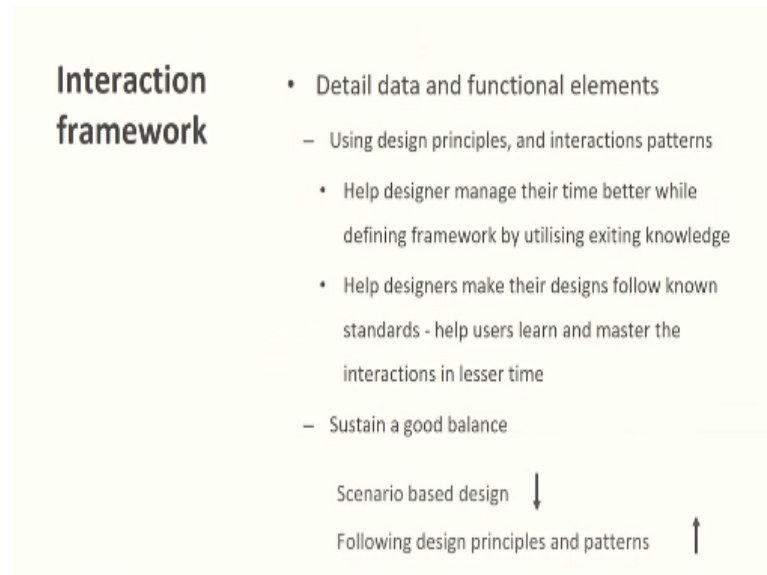 Interaction
framework
• Detail data and functional elements
– Using design principles, and interactions patterns
• Help designer manage their time better while
defining framework by utilising exiting knowledge
• Help designers make their designs follow known
standards - help users learn and master the
interactions in lesser time
– Sustain a good balance
Scenario based design ↓
Following design principles and patterns ↑